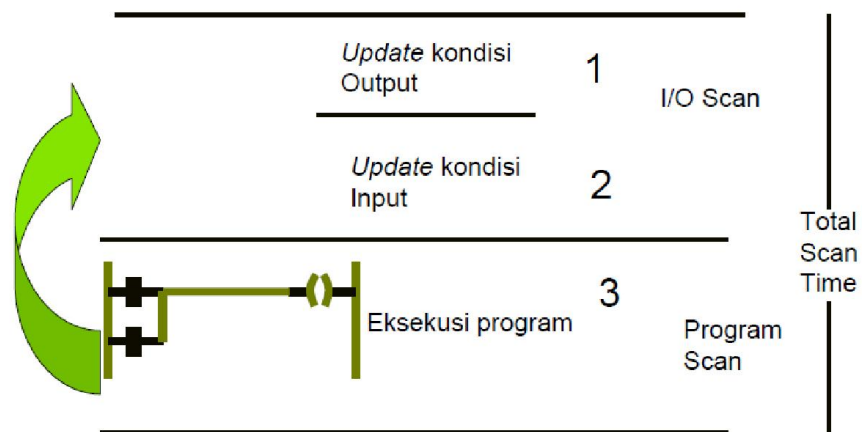 Update kondisi
Output
1
I/O Scan
Update kondisi
Input
2
Total
Scan
Time
3
Eksekusi program
Program
Scan